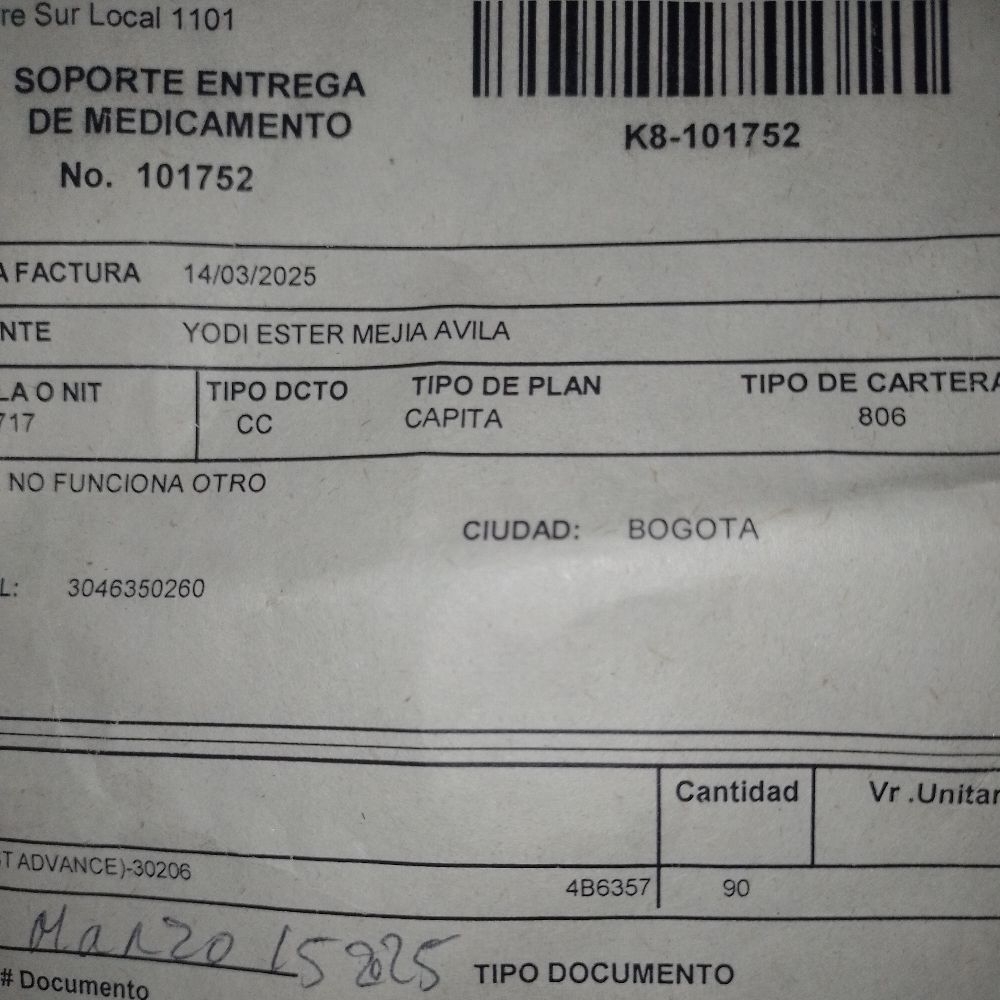 re Sur Local 1101
SOPORTE ENTREGA
DE MEDICAMENTO
No. 101752
K8-101752
A FACTURA 14/03/2025
NTE YODI ESTER MEJIA AVILA
LA O NIT TIPO DCTO TIPO DE PLAN TIPO DE CARTERA
717 CC CAPITA 806
NO FUNCIONA OTRO
CIUDAD: BOGOTA
L: 3046350260
Cantidad Vr .Unitar
ST ADVANCE)-30206 4B6357 90
Marzo 15 2025
# Documento TIPO DOCUMENTO